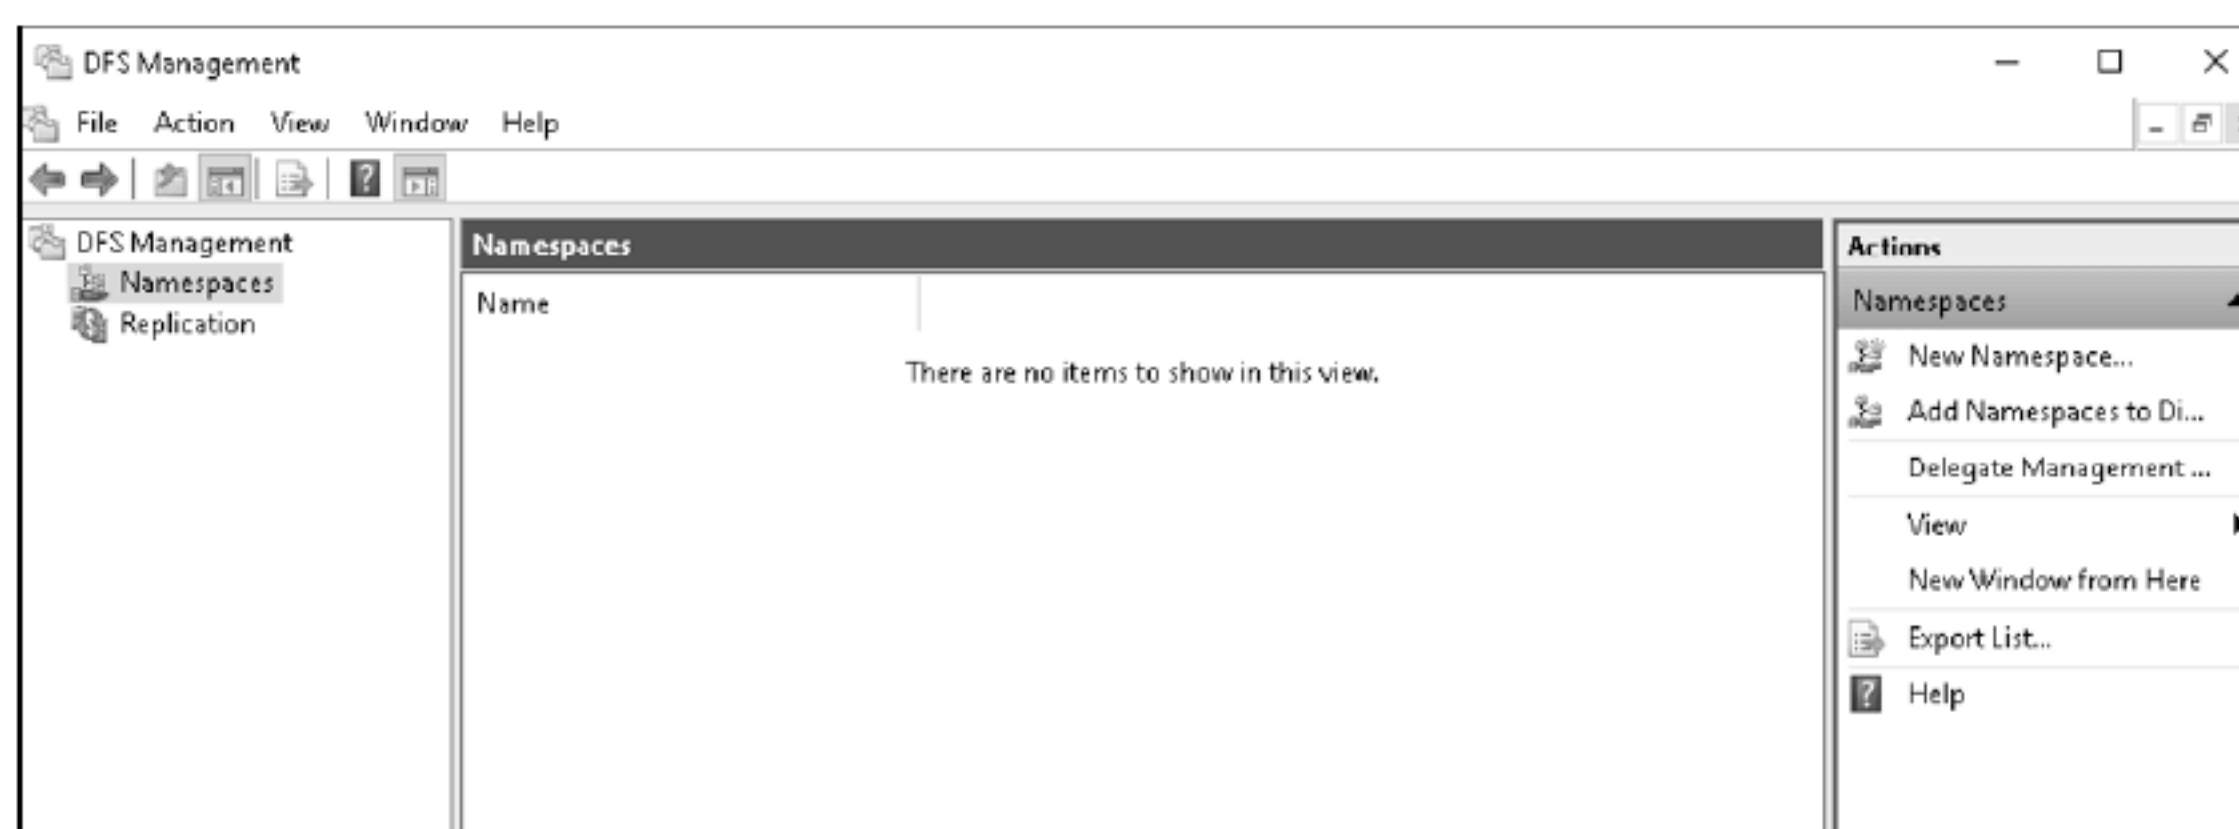 DFS Management
File Action View Window Help
DFS Management
Namespaces
Replication
Namespaces
Name
There are no items to show in this view.
Actions
Namespaces
New Namespace...
Add Namespaces to Di...
Delegate Management ...
View
New Window from Here
Export List...
Help